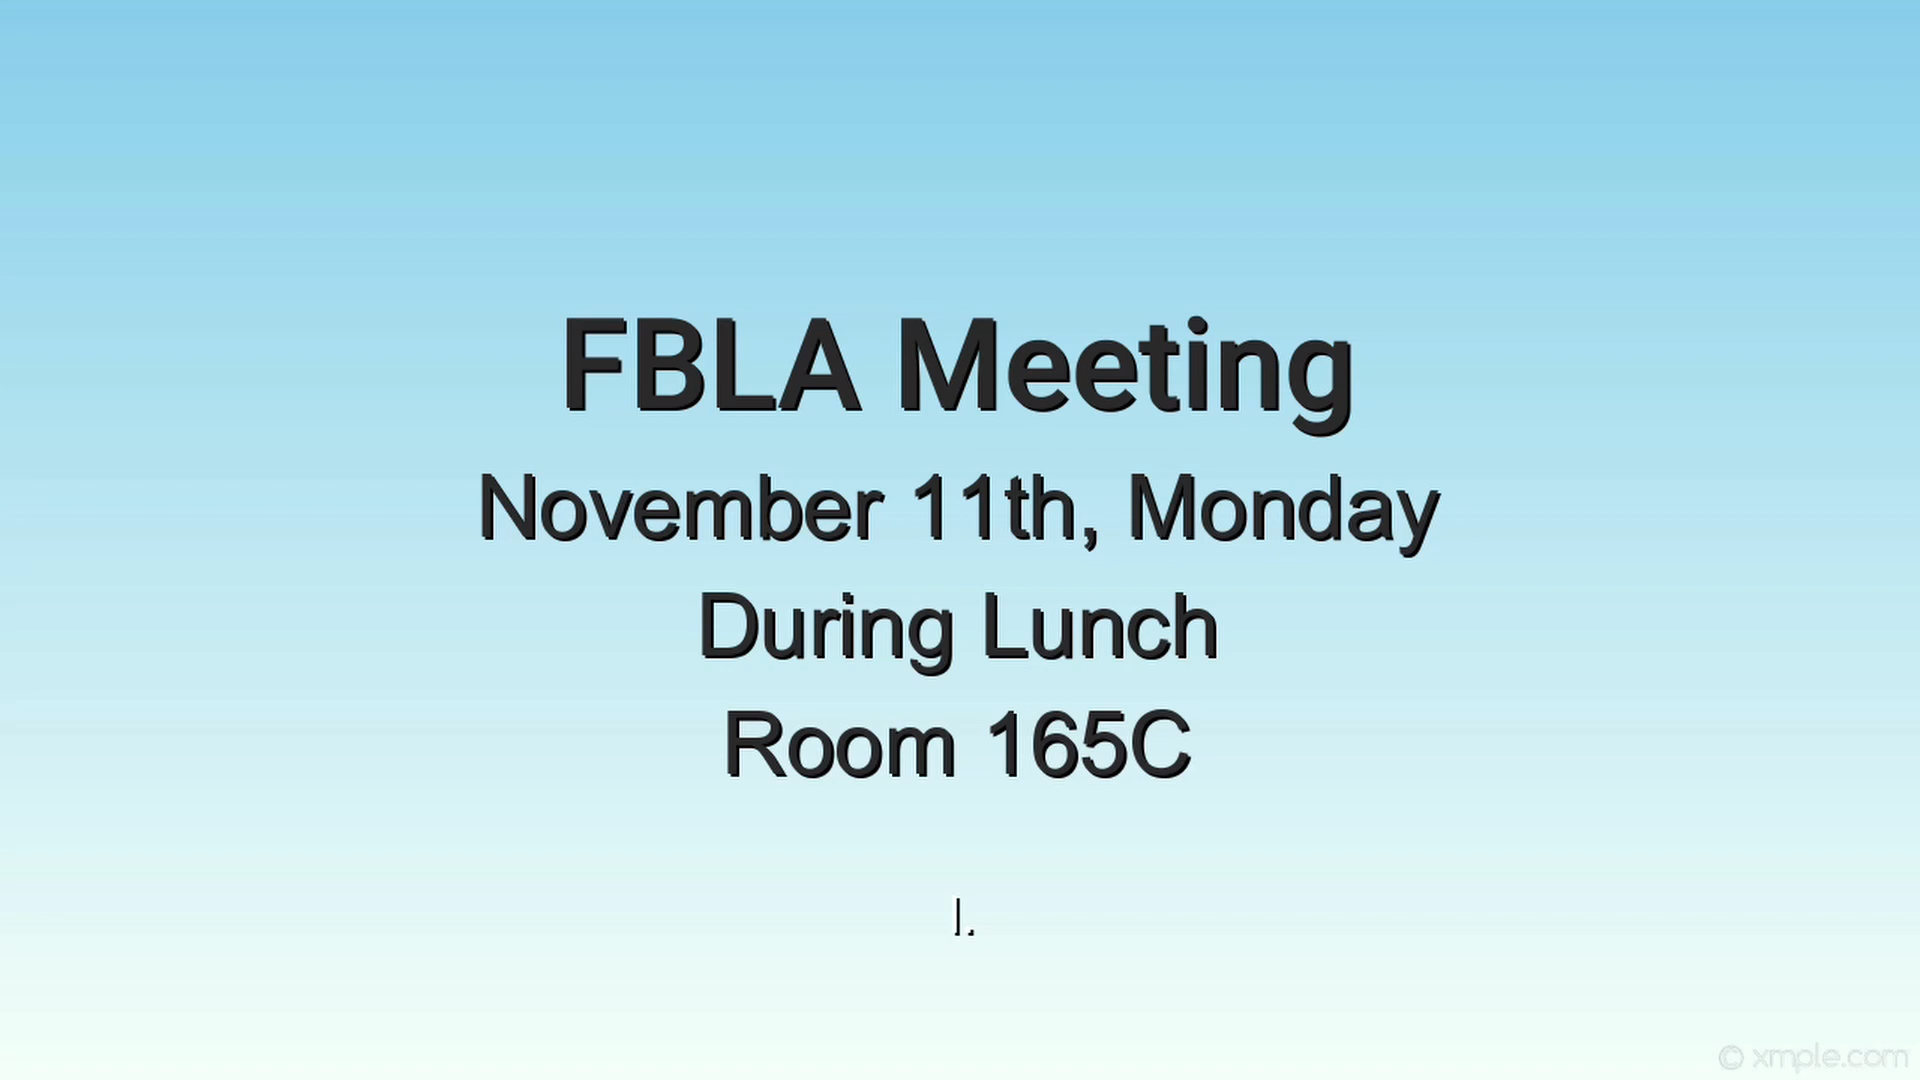 FBLA Meeting
November 11th, Monday
During Lunch
Room 165C
© xmple.com